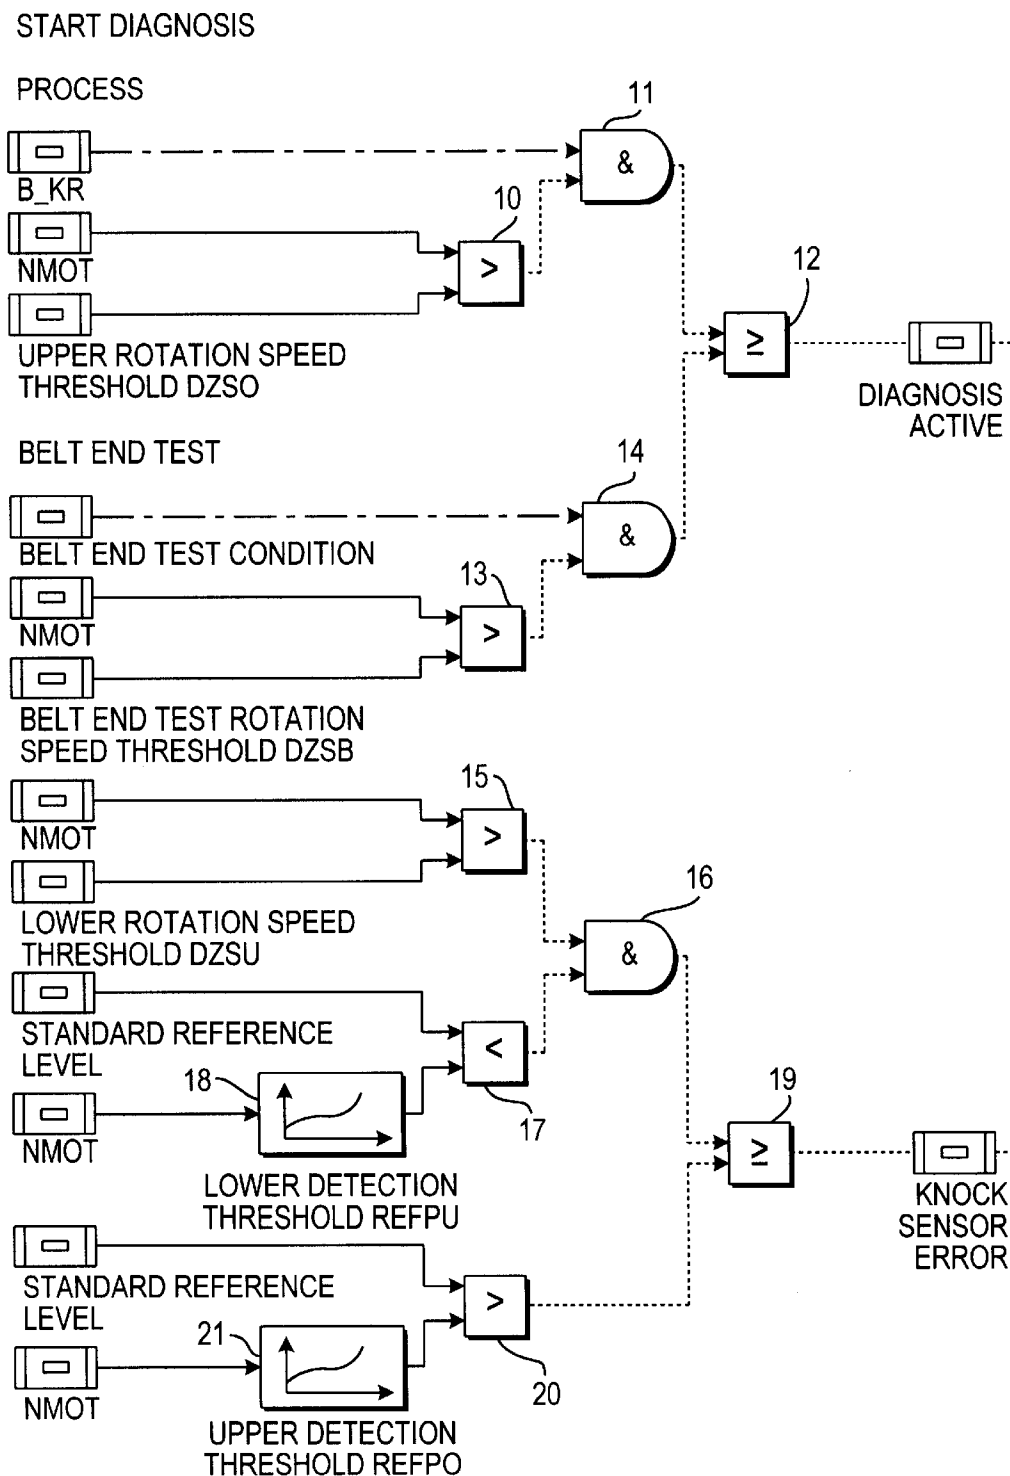 START DIAGNOSIS
PROCESS
11
&
B_KR
10
NMOT
>
12
≥
UPPER ROTATION SPEED
THRESHOLD DZSO
DIAGNOSIS
ACTIVE
BELT END TEST
14
&
BELT END TEST CONDITION
13
NMOT
>
BELT END TEST ROTATION
SPEED THRESHOLD DZSB
15
NMOT
>
16
&
LOWER ROTATION SPEED
THRESHOLD DZSU
STANDARD REFERENCE
LEVEL
<
18
17
19
≥
NMOT
LOWER DETECTION
THRESHOLD REFPU
KNOCK
SENSOR
ERROR
STANDARD REFERENCE
LEVEL
>
21
20
NMOT
UPPER DETECTION
THRESHOLD REFPO